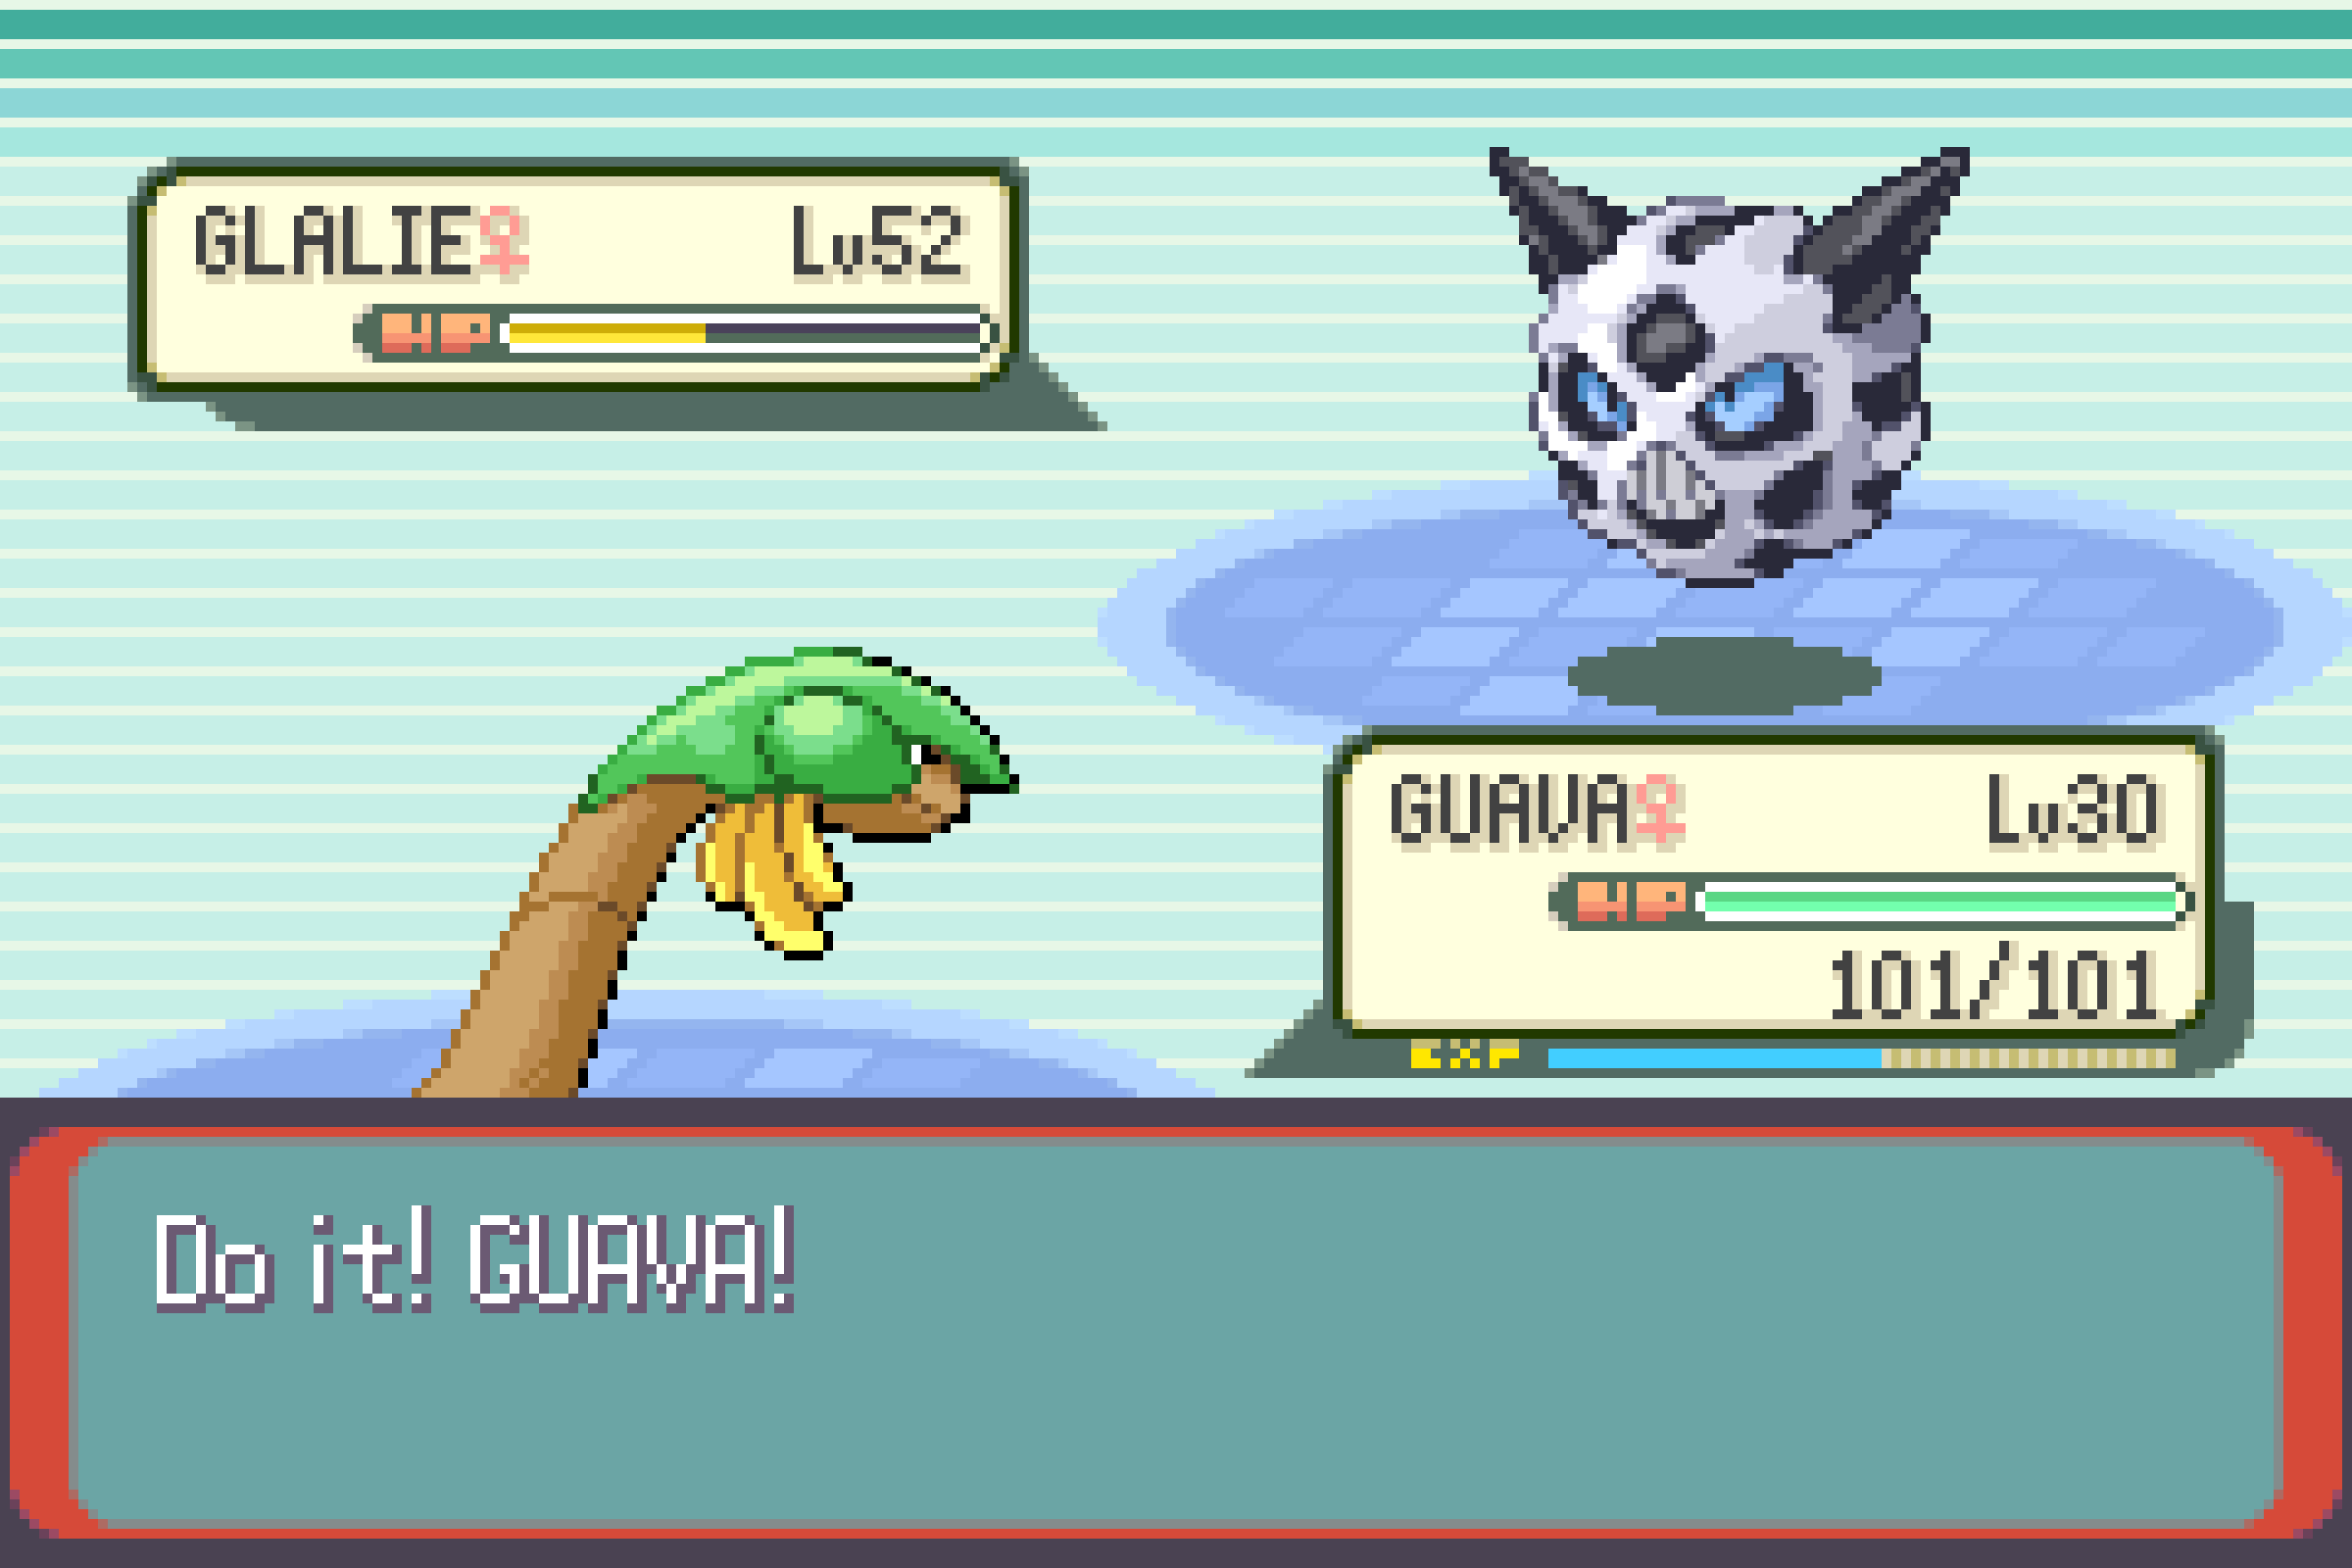 GLALIE♀ Lv52
HP
GUAVA♀ Lv30
HP
101/101
EXP
Do it! GUAVA!